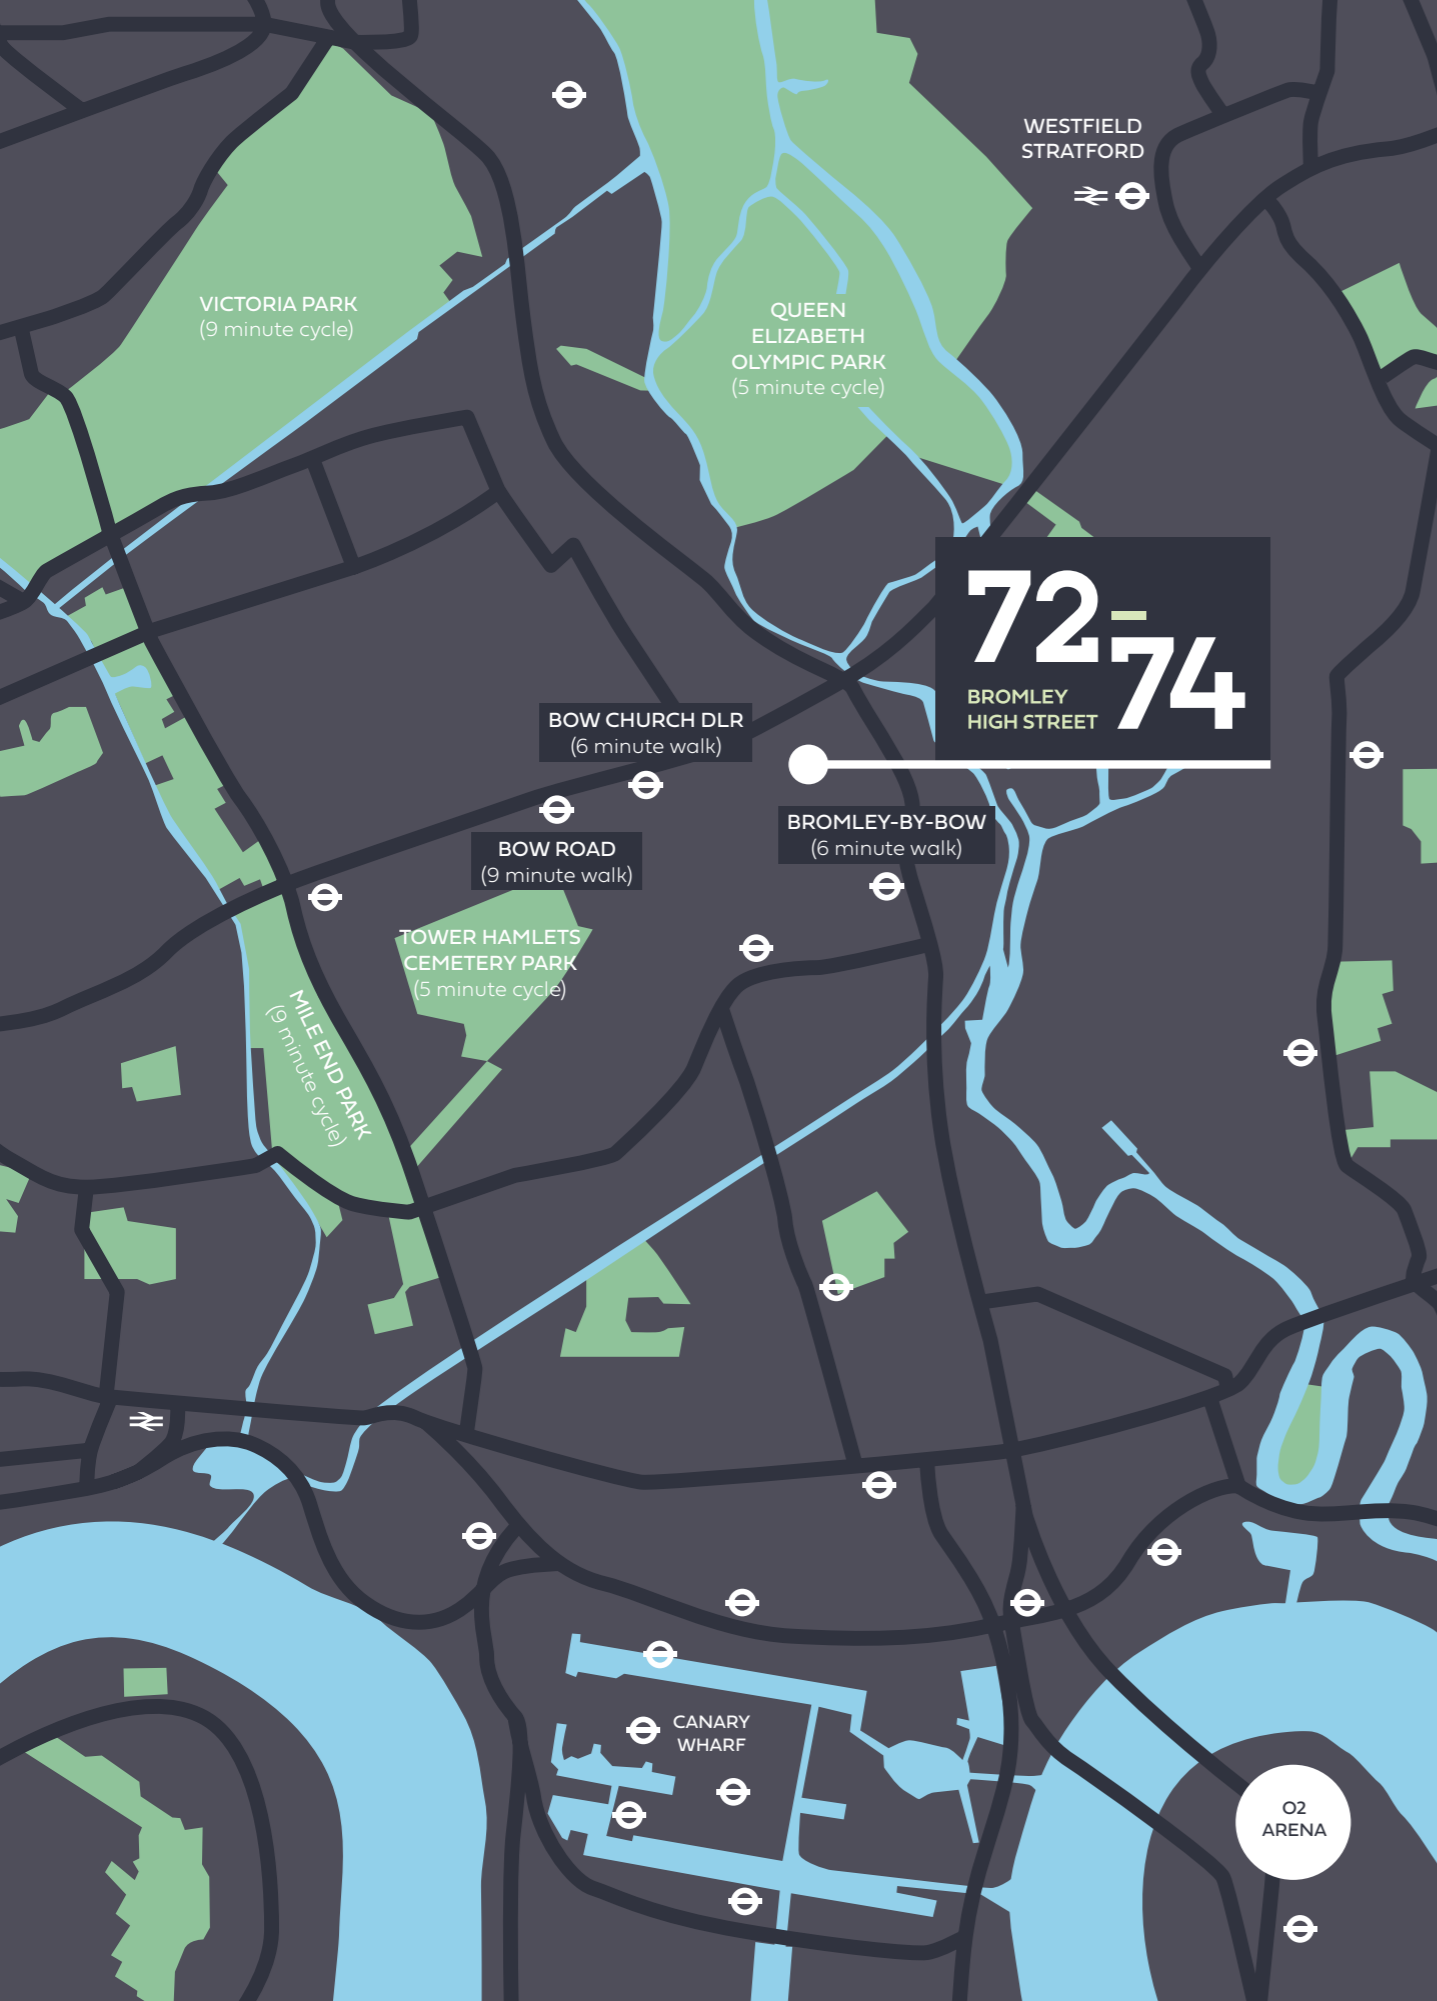 WESTFIELD
STRATFORD
VICTORIA PARK
(9 minute cycle)
QUEEN
ELIZABETH
OLYMPIC PARK
(5 minute cycle)
72–
74
BROMLEY
HIGH STREET
BOW CHURCH DLR
(6 minute walk)
BROMLEY-BY-BOW
(6 minute walk)
BOW ROAD
(9 minute walk)
TOWER HAMLETS
CEMETERY PARK
(5 minute cycle)
MILE END PARK
(9 minute cycle)
CANARY
WHARF
O2
ARENA